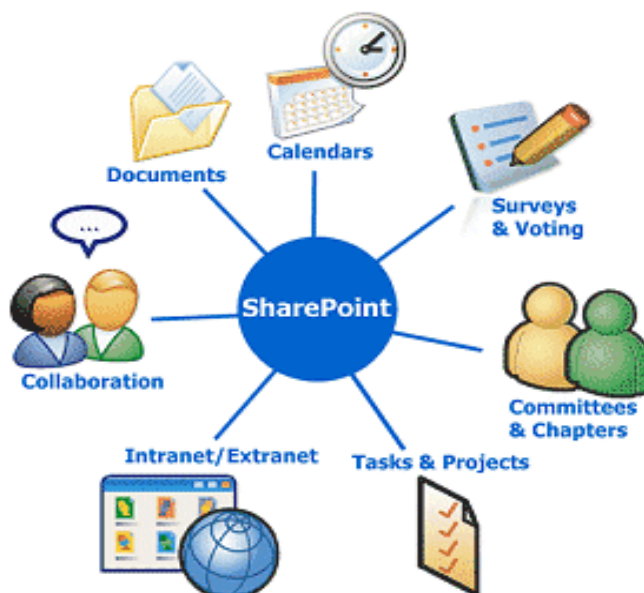 Calendars
Documents
Surveys
& Voting
...
SharePoint
Collaboration
Committees
& Chapters
Intranet/Extranet
Tasks & Projects